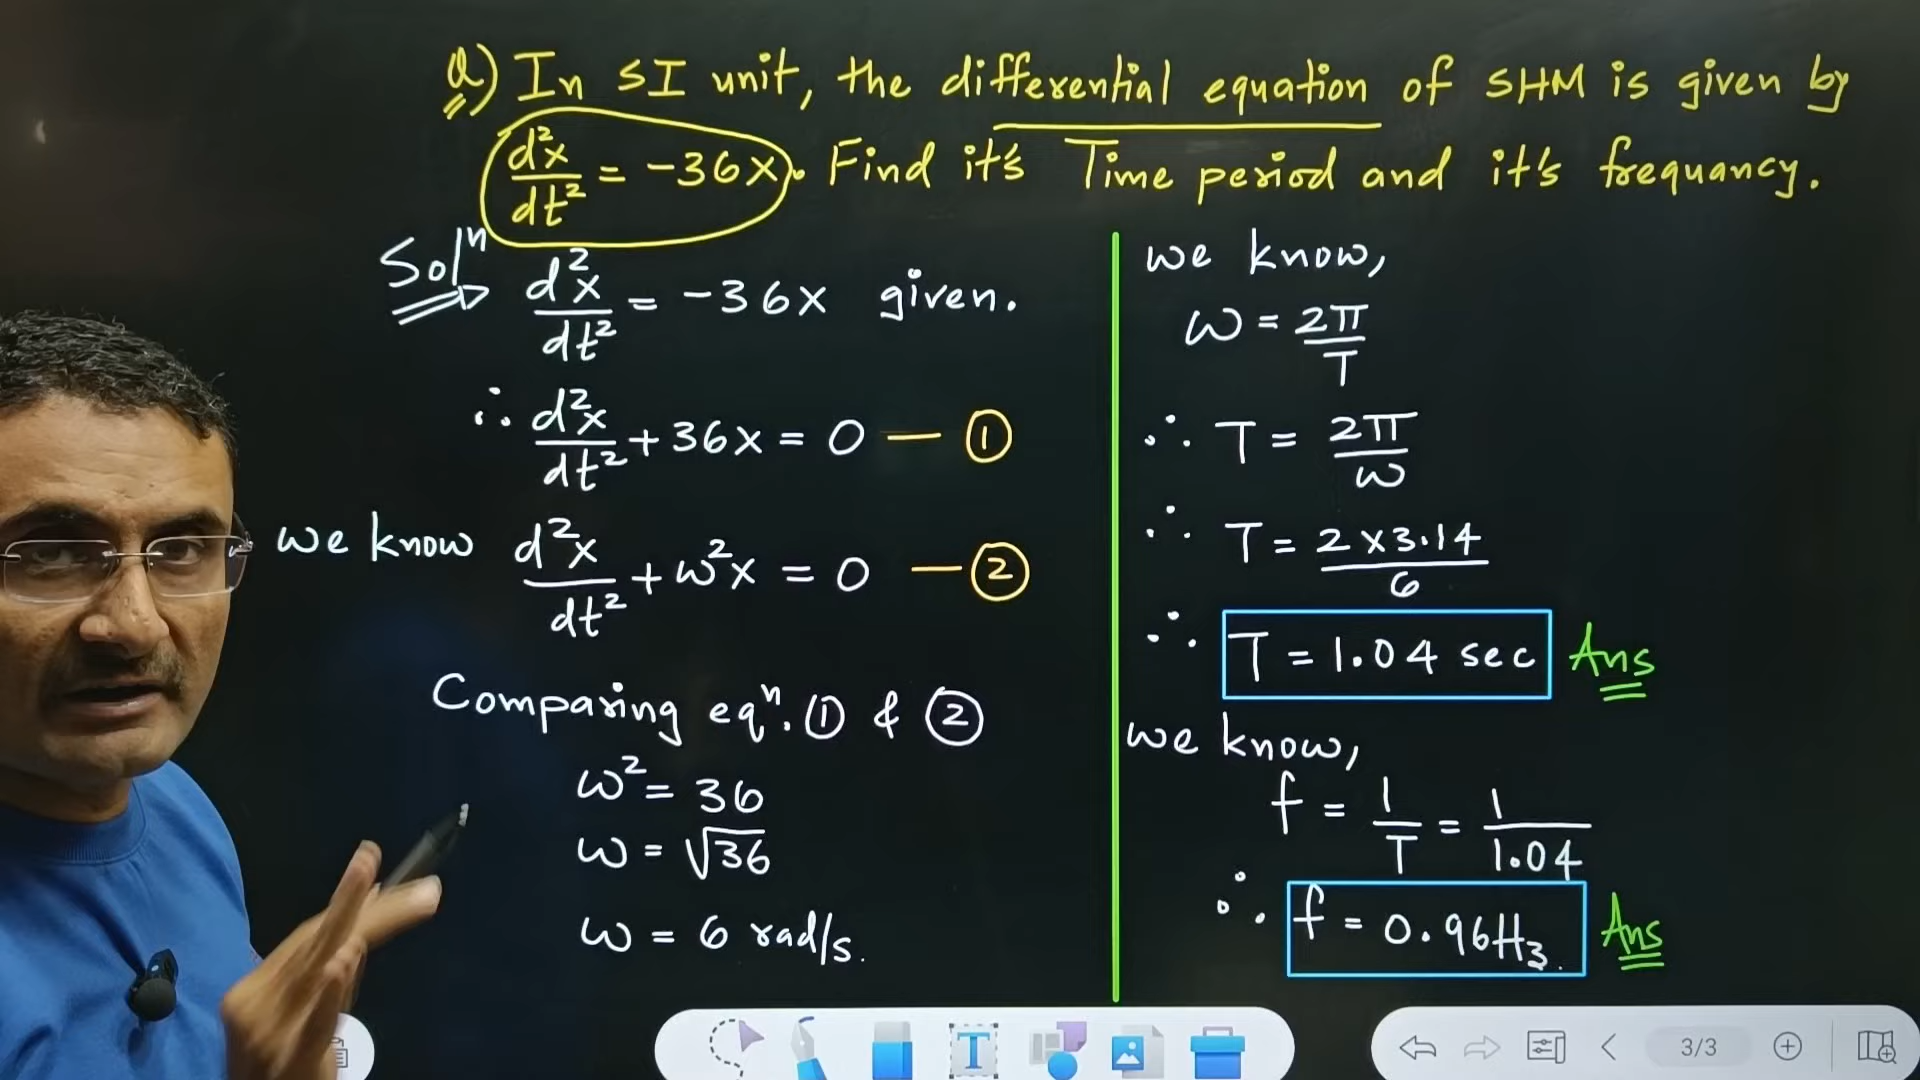 Q) In SI unit, the differential equation of SHM is given by
d²x/dt² = -36x. Find it's Time period and it's frequancy.
Solⁿ d²x/dt² = -36x given.
∴ d²x/dt² + 36x = 0 — ①
we know d²x/dt² + ω²x = 0 — ②
Comparing eqⁿ. ① & ②
ω² = 36
ω = √36
ω = 6 rad/s.
we know,
ω = 2π/T
∴ T = 2π/ω
∴ T = 2 x 3.14/6
∴ T = 1.04 sec Ans
we know,
f = 1/T = 1/1.04
∴ f = 0.96Hz. Ans
T
3/3